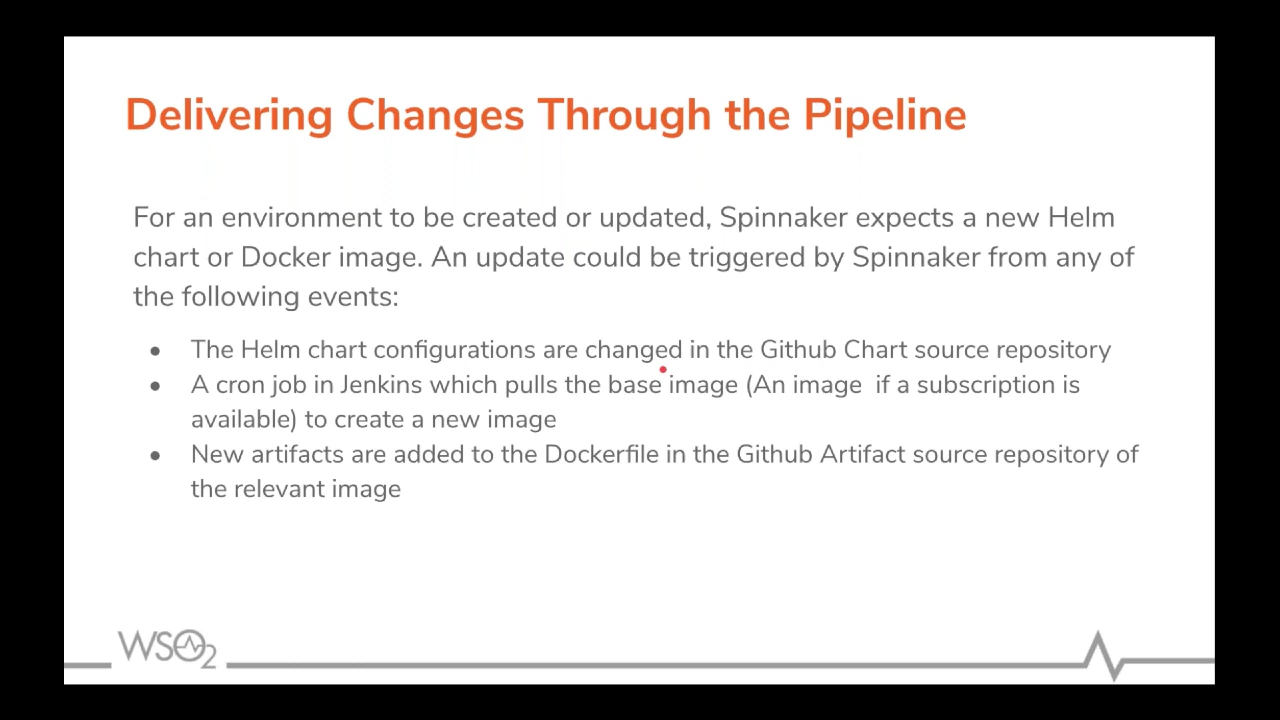 Delivering Changes Through the Pipeline
For an environment to be created or updated, Spinnaker expects a new Helm
chart or Docker image. An update could be triggered by Spinnaker from any of
the following events:
● The Helm chart configurations are changed in the Github Chart source repository
● A cron job in Jenkins which pulls the base image (An image  if a subscription is
available) to create a new image
● New artifacts are added to the Dockerfile in the Github Artifact source repository of
the relevant image
WSO2